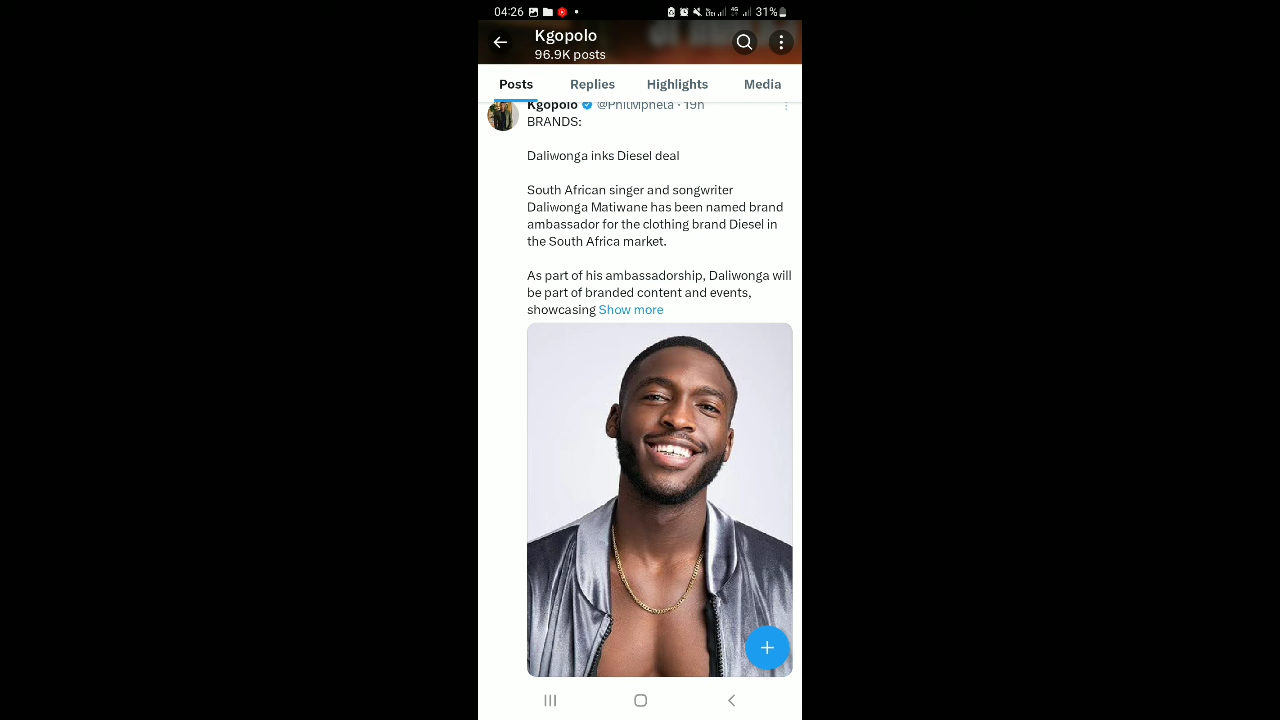 04:26
31%
Kgopolo
96.9K posts
Posts Replies Highlights Media
Kgopolo @PhilMphela · 19h
BRANDS:
Daliwonga inks Diesel deal
South African singer and songwriter
Daliwonga Matiwane has been named brand
ambassador for the clothing brand Diesel in
the South Africa market.
As part of his ambassadorship, Daliwonga will
be part of branded content and events,
showcasing Show more